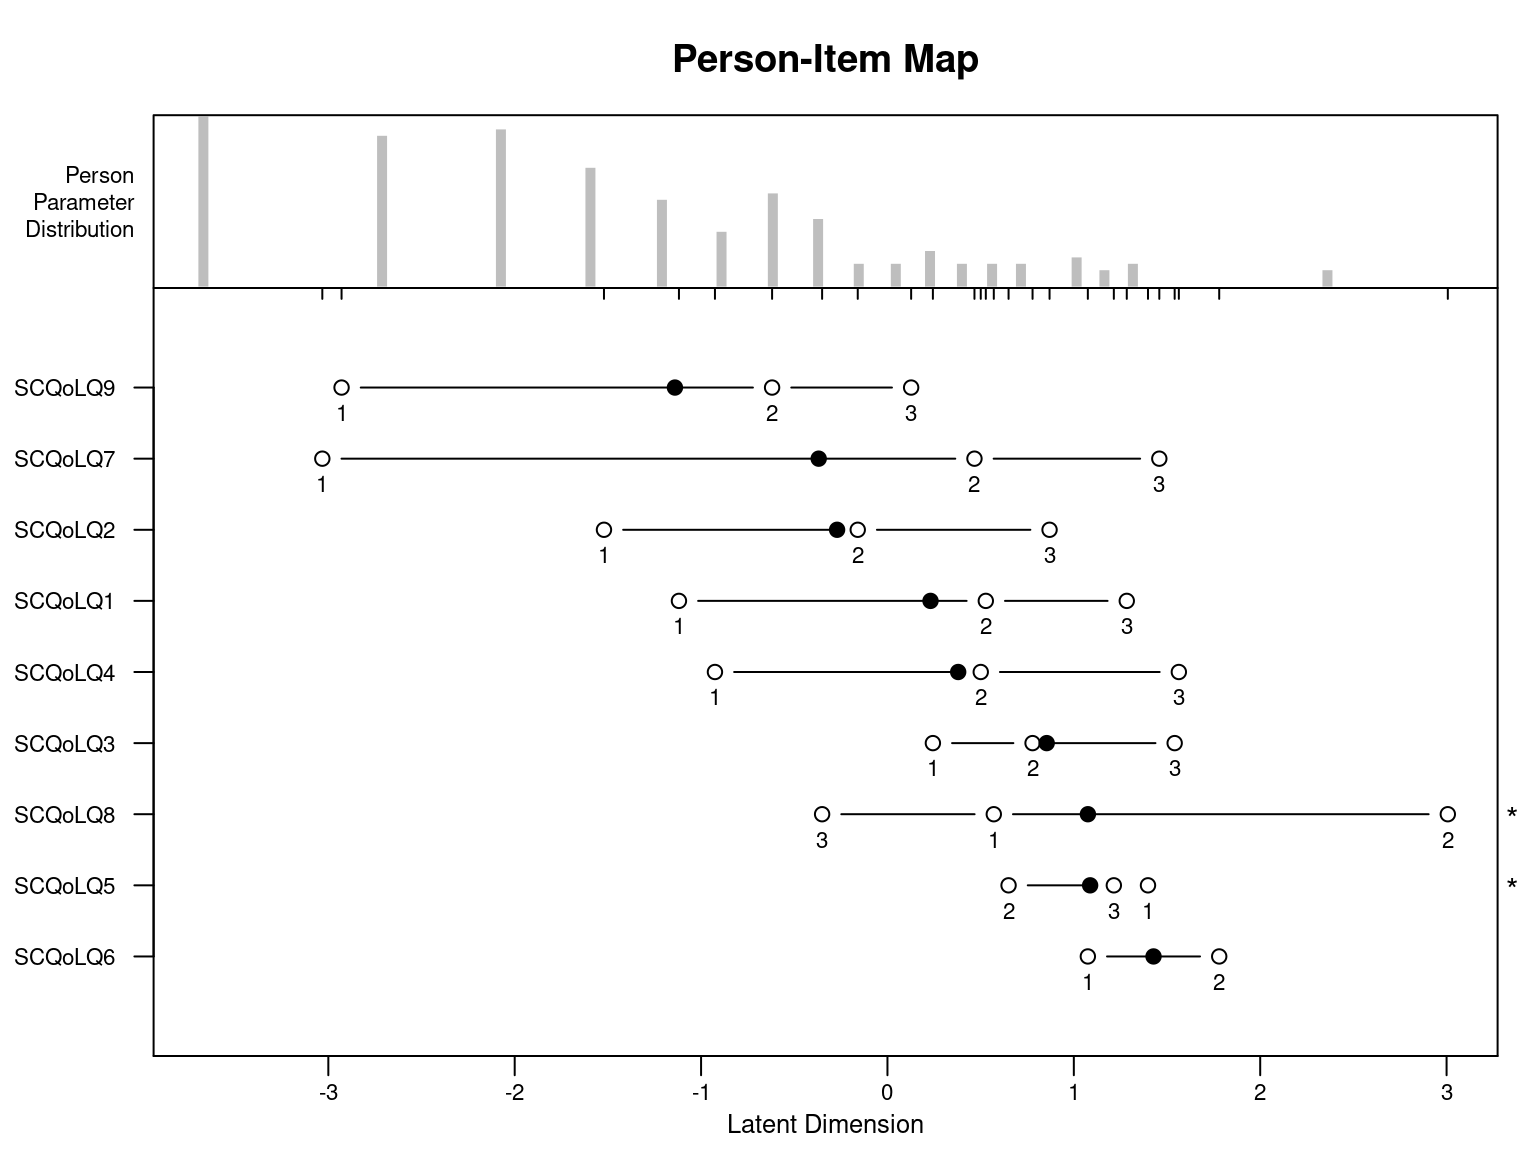 Person-Item Map
Person
Parameter
Distribution
SCQoLQ9
1 2 3
SCQoLQ7
1 2 3
SCQoLQ2
1 2 3
SCQoLQ1
1 2 3
SCQoLQ4
1 2 3
SCQoLQ3
1 2 3
SCQoLQ8 *
3 1 2
SCQoLQ5 *
2 3 1
SCQoLQ6
1 2
-3 -2 -1 0 1 2 3
Latent Dimension